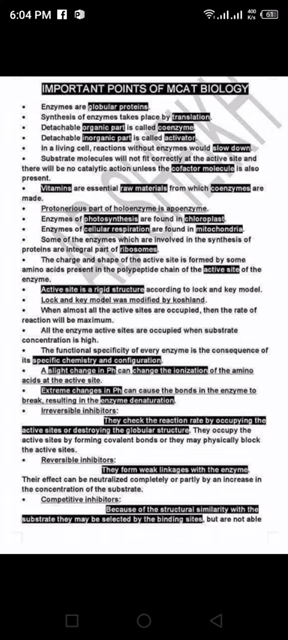 6:04 PM
400
K/s
61
IMPORTANT POINTS OF MCAT BIOLOGY
• Enzymes are globular proteins.
• Synthesis of enzymes take place by translation.
• Detachable organic part is called coenzyme.
• Detachable inorganic part is called activator.
• In a living cell, reactions without enzymes would slow down.
• Substrate molecules will not fit correctly at the active site and
there will be no catalytic action unless the cofactor molecule is also
present.
• Vitamins are essential raw materials from which coenzymes are
made.
• Protonerious part of holoenzyme is apoenzyme.
• Enzymes of photosynthesis are found in chloroplast.
• Enzymes of cellular respiration are found in mitochondria.
• Some of the enzymes which are involved in the synthesis of
proteins are integral part of ribosomes.
• The charge and shape of the active site is formed by some
amino acids present in the polypeptide chain of the active site of the
enzyme.
• Active site is a rigid structure according to lock and key model.
• Lock and key model was modified by koshland.
• When almost all the active sites are occupied, then the rate of
reaction will be maximum.
• All the enzyme active sites are occupied when substrate
concentration is high.
• The functional specificity of every enzyme is the consequence of
its specific chemistry and configuration.
• A slight change in Ph can change the ionization of the amino
acids at the active site.
• Extreme changes in Ph can cause the bonds in the enzyme to
break, resulting in the enzyme denaturation.
• Irreversible inhibitors:
They check the reaction rate by occupying the
active sites or destroying the globular structure. They occupy the
active sites by forming covalent bonds or they may physically block
the active sites.
• Reversible inhibitors:
They form weak linkages with the enzyme.
Their effect can be neutralized completely or partly by an increase in
the concentration of the substrate.
• Competitive inhibitors:
Because of the structural similarity with the
substrate they may be selected by the binding sites, but are not able